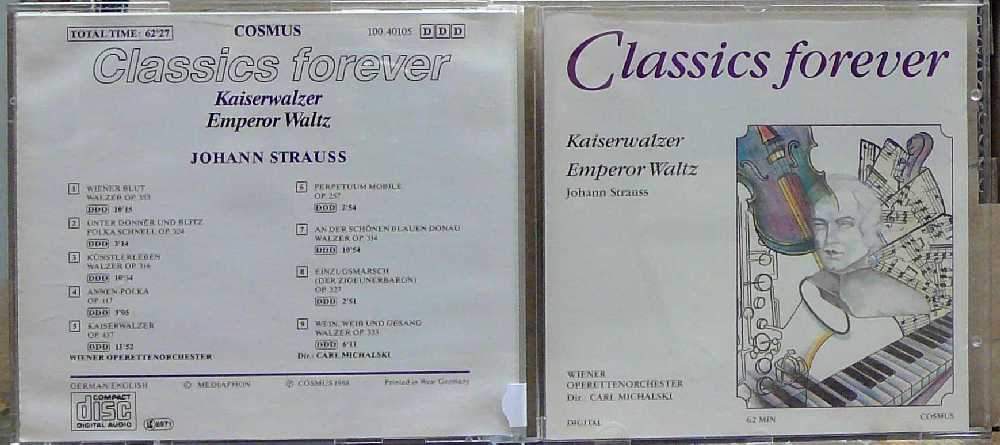 TOTAL TIME: 62'27
COSMUS
100.40105 DDD
Classics forever
Kaiserwalzer
Emperor Waltz
JOHANN STRAUSS
1 WIENER BLUT
WALZER OP. 353
DDD 10'15
2 UNTER DONNER UND BLITZ
POLKA SCHNELL OP. 324
DDD 3'14
3 KÜNSTLERLEBEN
WALZER OP. 316
DDD
4 ANNEN-POLKA
OP. 117
DDD 3'05
5 KAISERWALZER
OP. 437
DDD 11'52
WIENER OPERETTENORCHESTER
6 PERPETUUM MOBILE
OP. 257
DDD 2'54
7 AN DER SCHÖNEN BLAUEN DONAU
WALZER OP. 314
DDD 10'54
8 EINZUGSMARSCH
(DER ZIGEUNERBARON)
OP. 327
DDD 2'51
9 WEIN, WEIB UND GESANG
WALZER OP. 333
DDD 6'11
Dir.: CARL MICHALSKI
GERMAN/ENGLISH
© MEDIAPHON
℗ COSMUS 1988
Printed in West Germany
COMPACT
disc
DIGITAL AUDIO
Classics forever
Kaiserwalzer
Emperor Waltz
Johann Strauss
WIENER
OPERETTENORCHESTER
Dir.: CARL MICHALSKI
DIGITAL
62 MIN
COSMUS